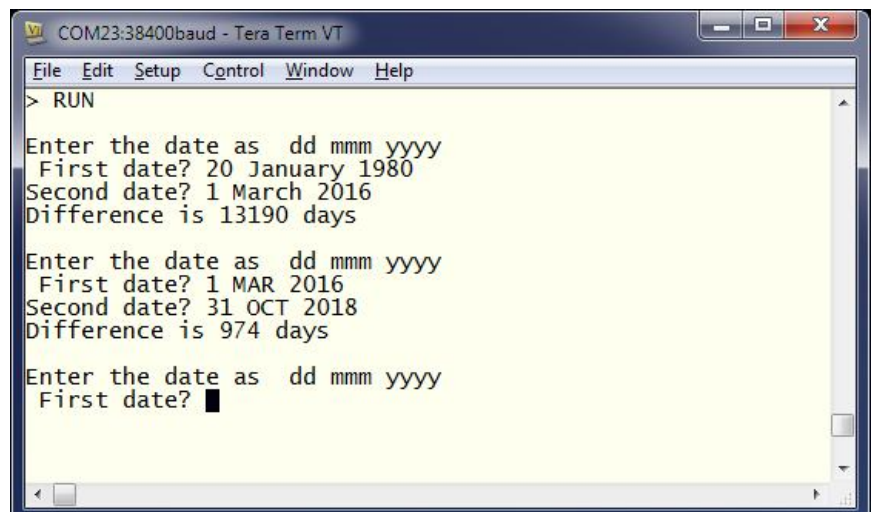 COM23:38400baud - Tera Term VT
File Edit Setup Control Window Help
> RUN
Enter the date as  dd mmm yyyy
 First date? 20 January 1980
Second date? 1 March 2016
Difference is 13190 days
Enter the date as  dd mmm yyyy
 First date? 1 MAR 2016
Second date? 31 OCT 2018
Difference is 974 days
Enter the date as  dd mmm yyyy
 First date?